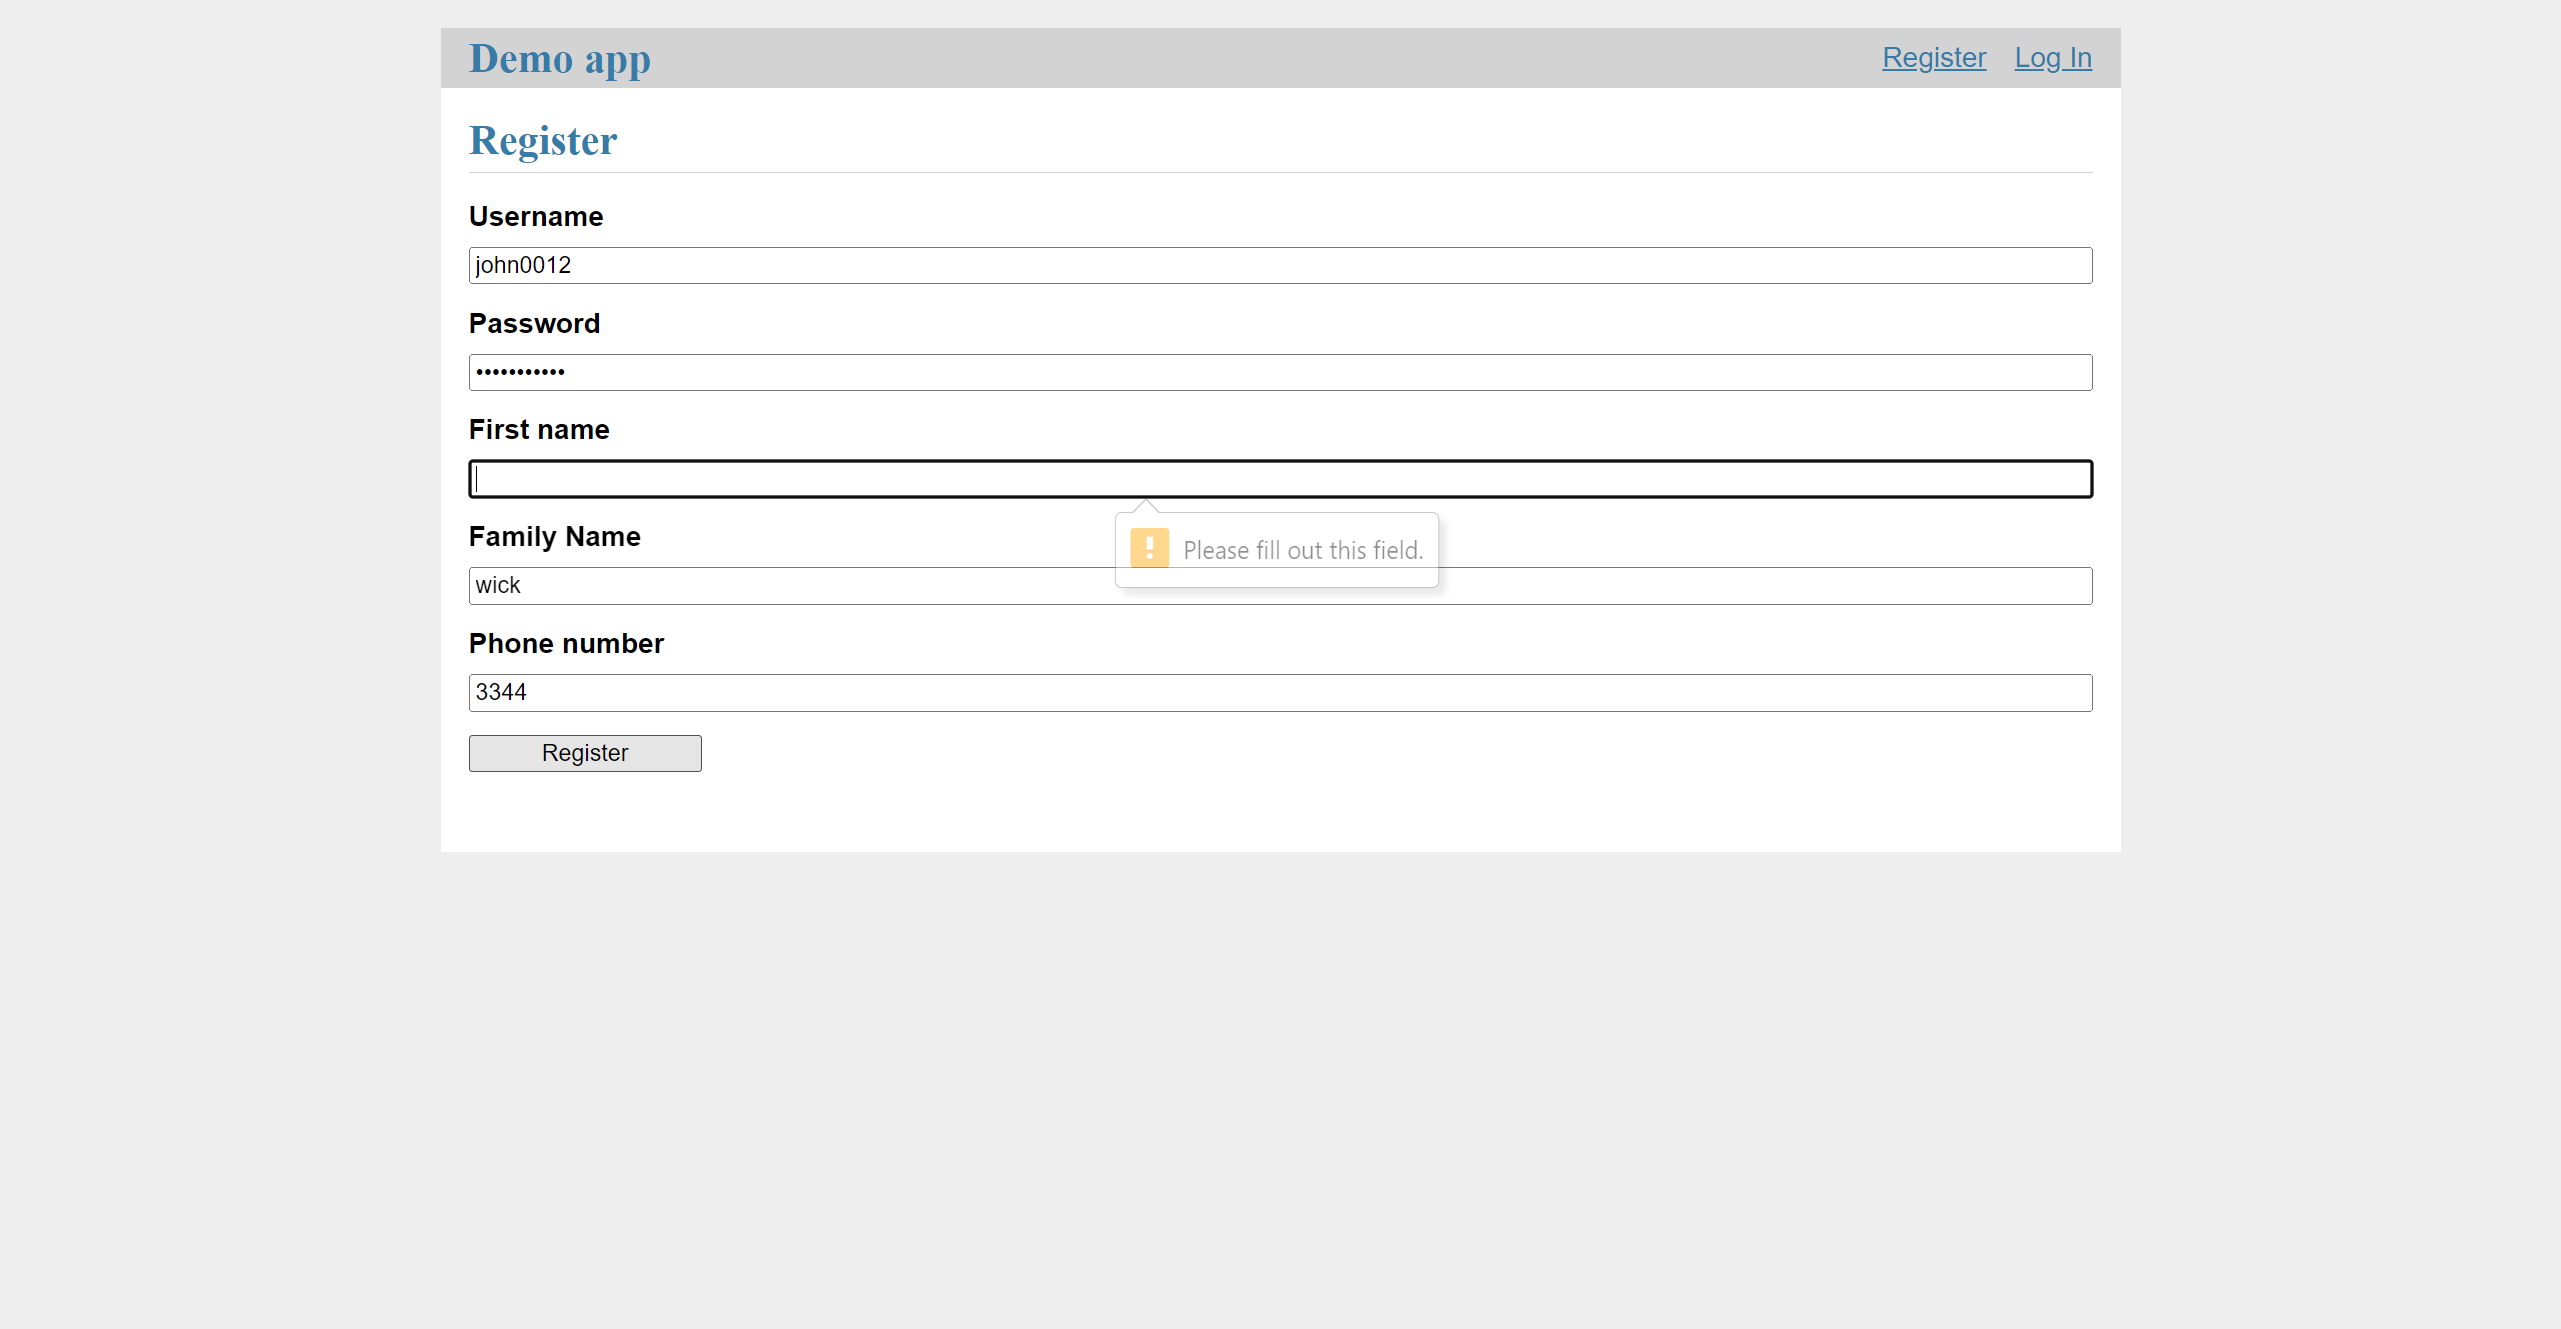 Demo app
Register
Log In
Register
Username
john0012
Password
•••••••••••
First name
Please fill out this field.
Family Name
wick
Phone number
3344
Register